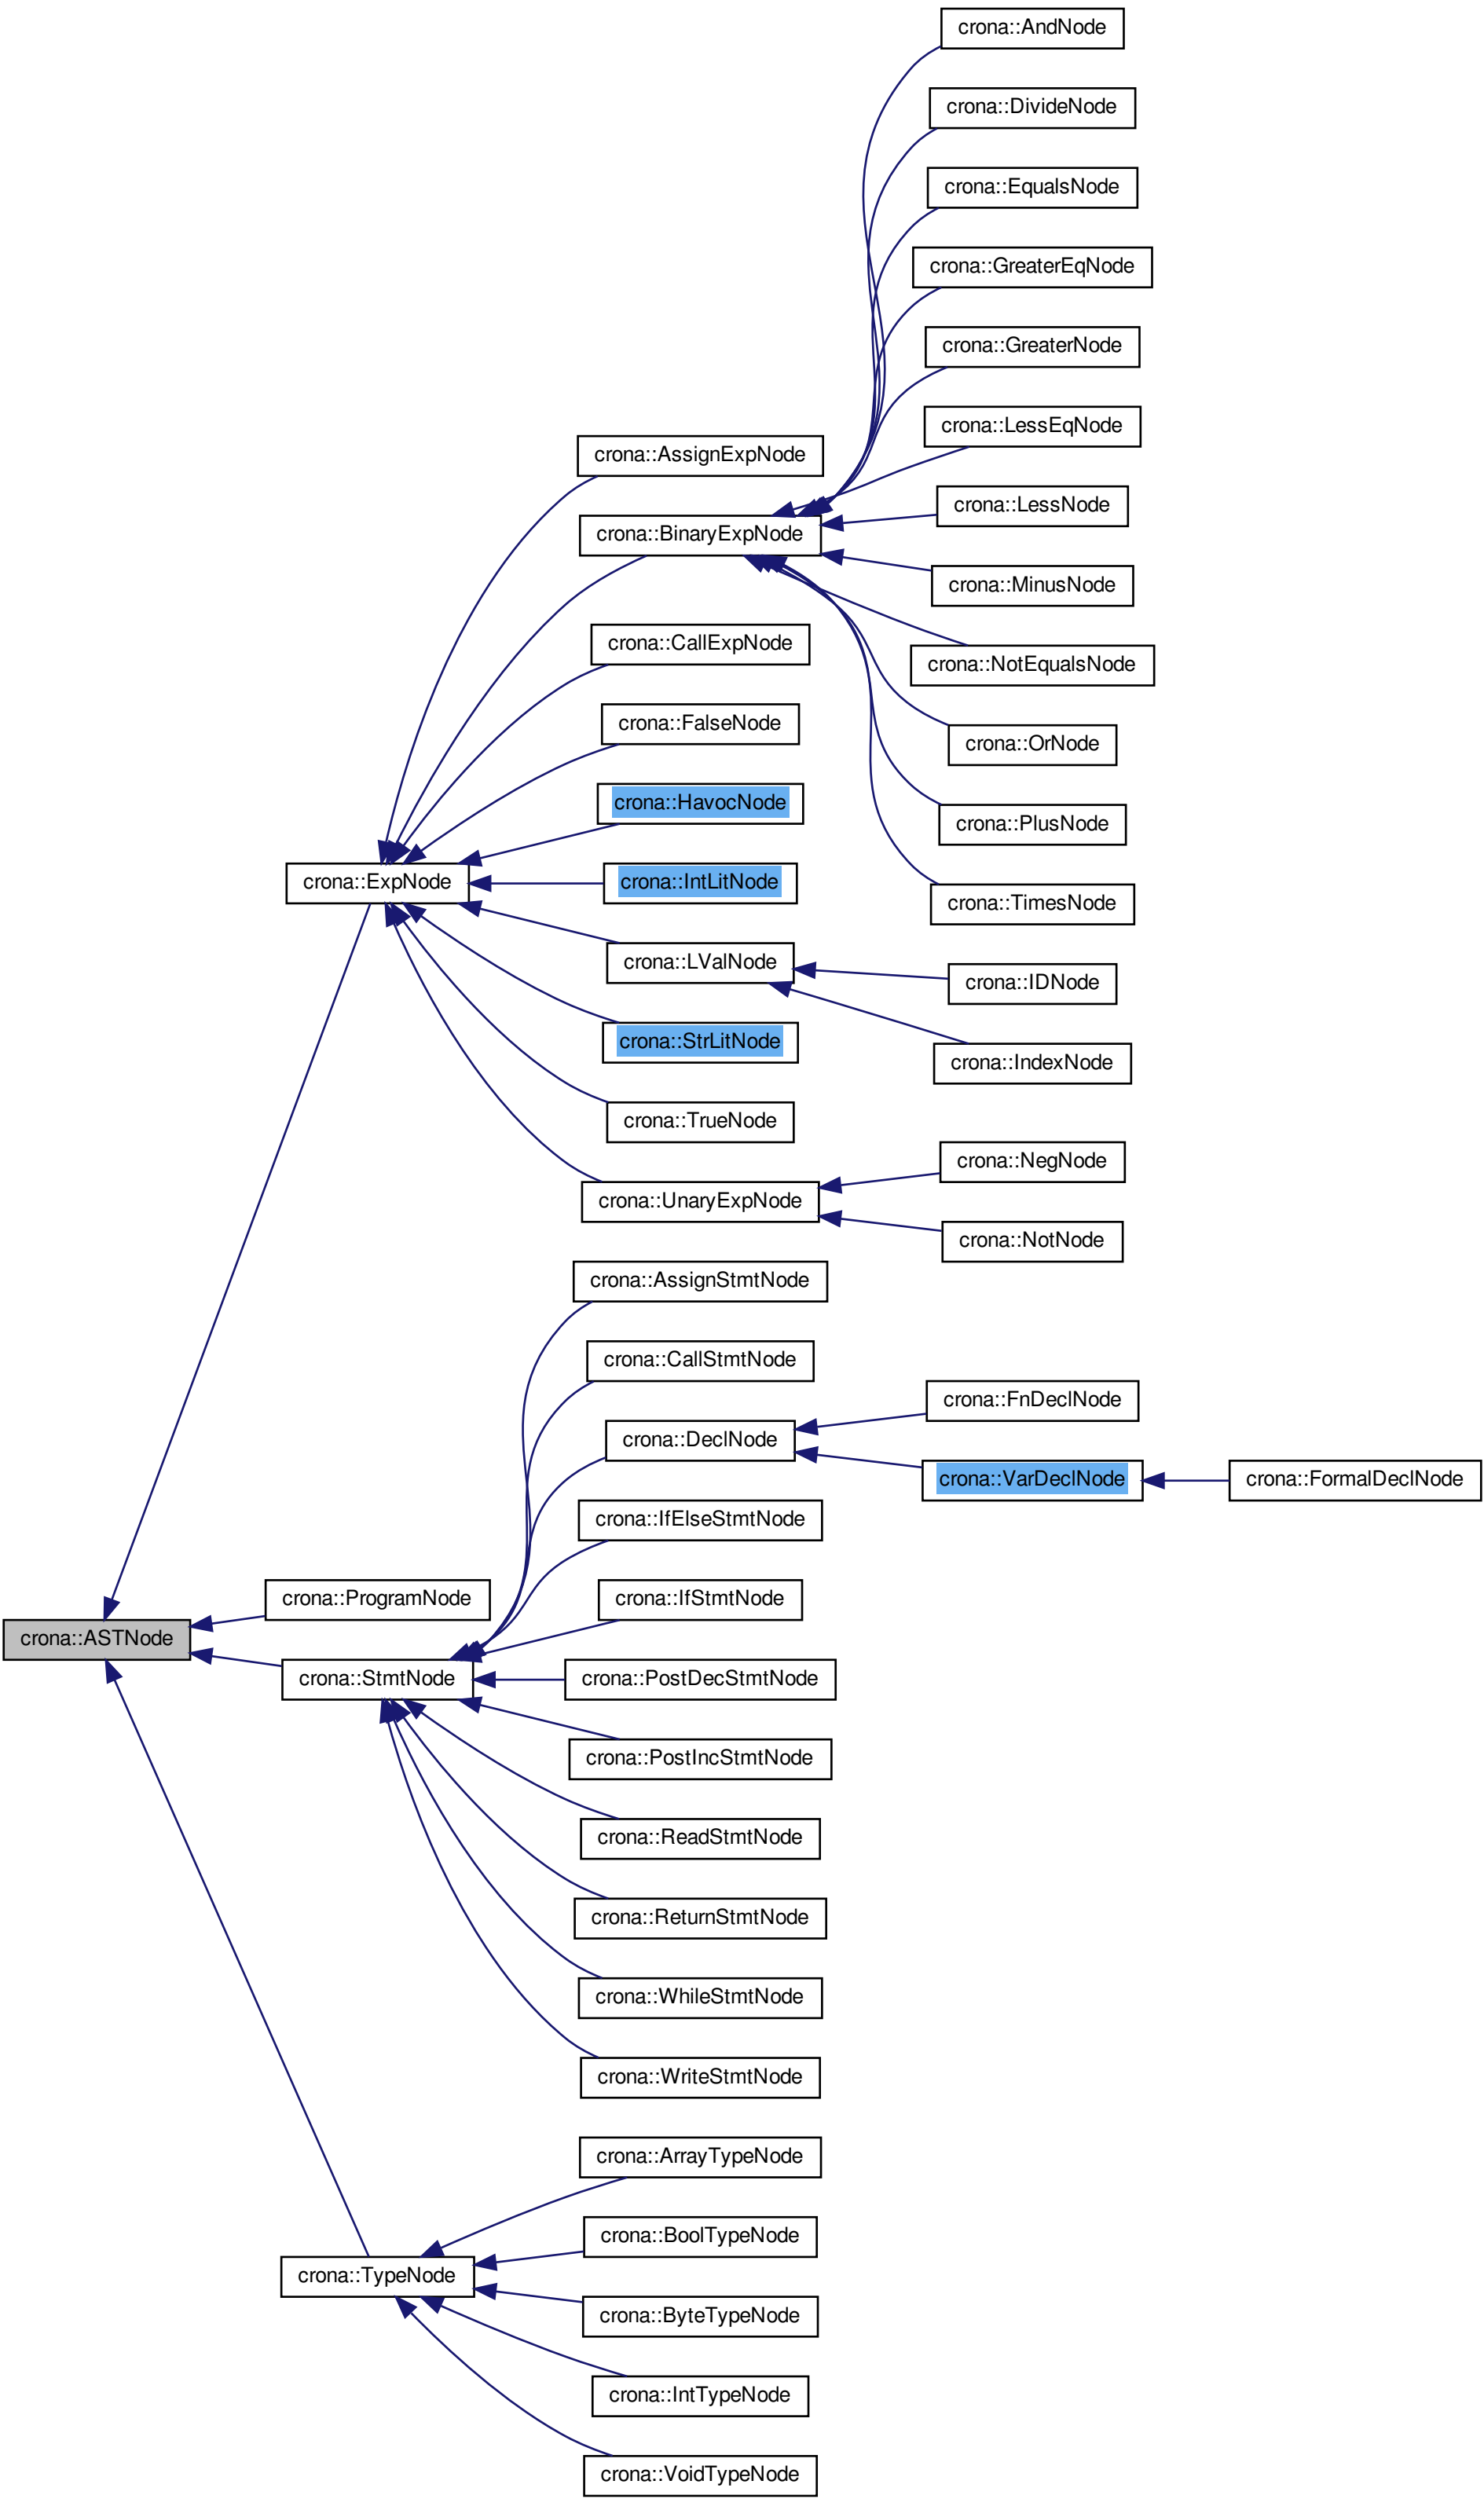 crona::AndNode
crona::DivideNode
crona::EqualsNode
crona::GreaterEqNode
crona::GreaterNode
crona::LessEqNode
crona::AssignExpNode
crona::LessNode
crona::BinaryExpNode
crona::MinusNode
crona::CallExpNode
crona::NotEqualsNode
crona::FalseNode
crona::OrNode
crona::HavocNode
crona::PlusNode
crona::ExpNode
crona::IntLitNode
crona::TimesNode
crona::LValNode
crona::IDNode
crona::StrLitNode
crona::IndexNode
crona::TrueNode
crona::NegNode
crona::UnaryExpNode
crona::NotNode
crona::AssignStmtNode
crona::CallStmtNode
crona::FnDeclNode
crona::DeclNode
crona::VarDeclNode
crona::FormalDeclNode
crona::IfElseStmtNode
crona::ProgramNode
crona::IfStmtNode
crona::ASTNode
crona::StmtNode
crona::PostDecStmtNode
crona::PostIncStmtNode
crona::ReadStmtNode
crona::ReturnStmtNode
crona::WhileStmtNode
crona::WriteStmtNode
crona::ArrayTypeNode
crona::BoolTypeNode
crona::TypeNode
crona::ByteTypeNode
crona::IntTypeNode
crona::VoidTypeNode